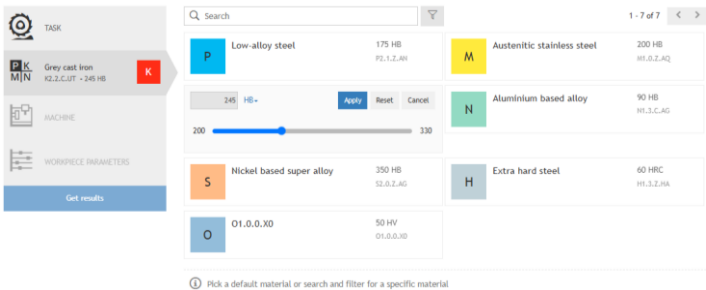 TASK
P K
M N
Grey cast iron
K2.2.C.UT - 245 HB
K
MACHINE
WORKPIECE PARAMETERS
Get results
Search
1 - 7 of 7
P
Low-alloy steel
175 HB
P2.1.Z.AN
M
Austenitic stainless steel
200 HB
M1.0.Z.AQ
245 HB
Apply
Reset
Cancel
200
330
N
Aluminium based alloy
90 HB
N1.3.C.AG
S
Nickel based super alloy
350 HB
S2.0.Z.AG
H
Extra hard steel
60 HRC
H1.3.Z.HA
O
O1.0.0.X0
50 HV
O1.0.0.X0
Pick a default material or search and filter for a specific material